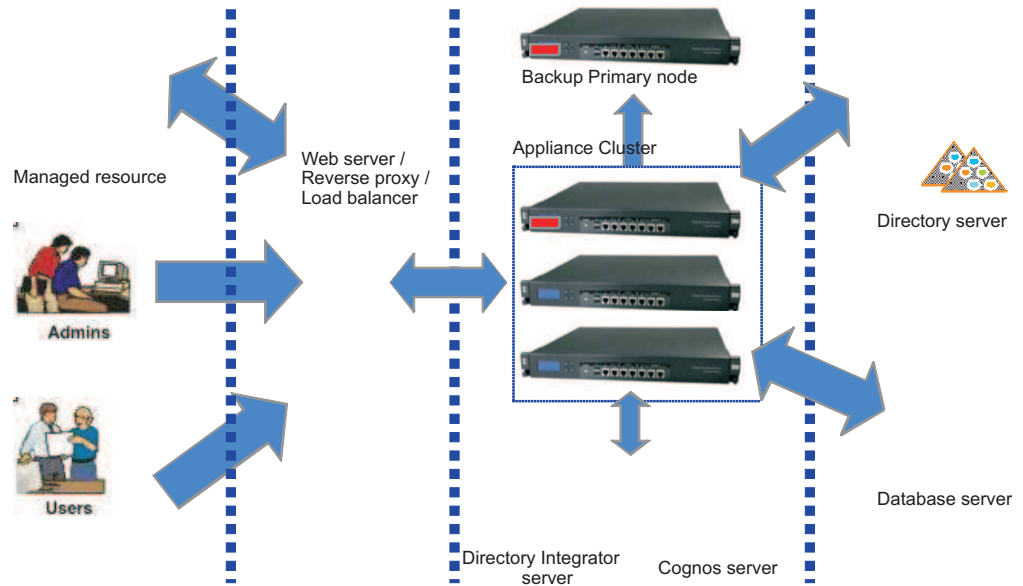 Backup Primary node
Appliance Cluster
Web server /
Reverse proxy /
Load balancer
Managed resource
Directory server
Admins
Users
Database server
Directory Integrator
server
Cognos server